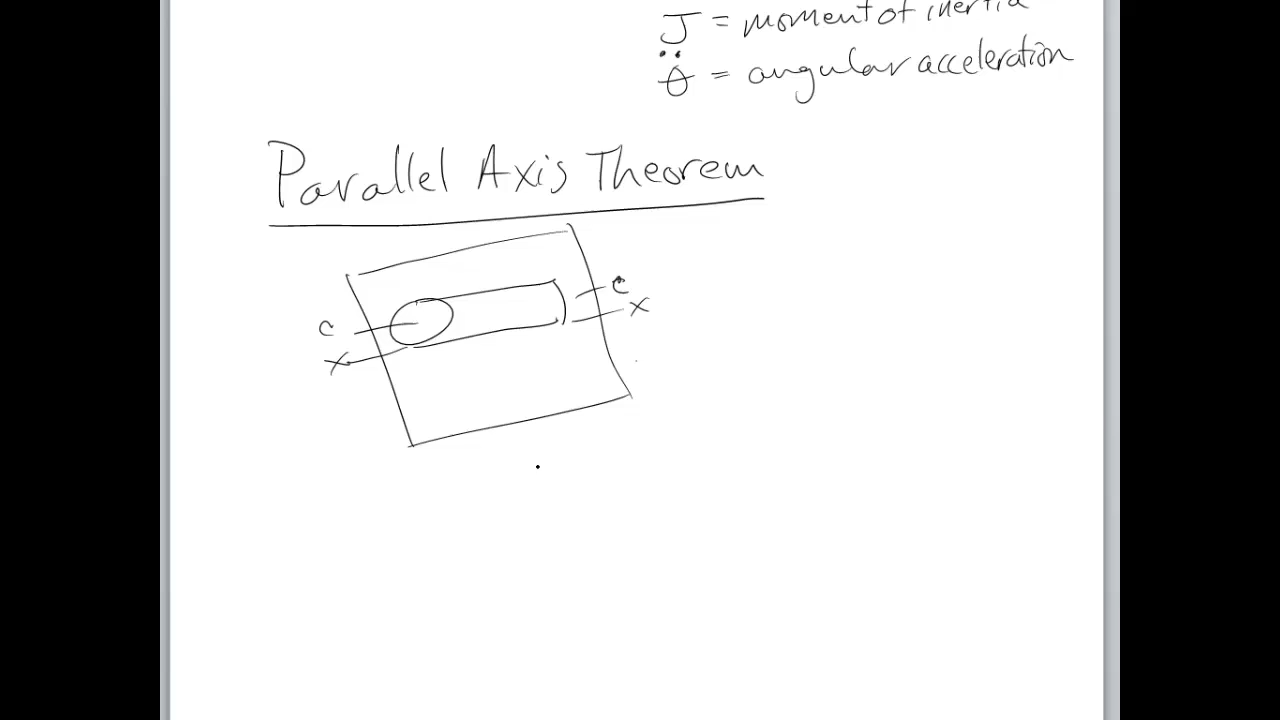 J = moment of inertia
θ̈ = angular acceleration
Parallel Axis Theorem
c
c
x
x